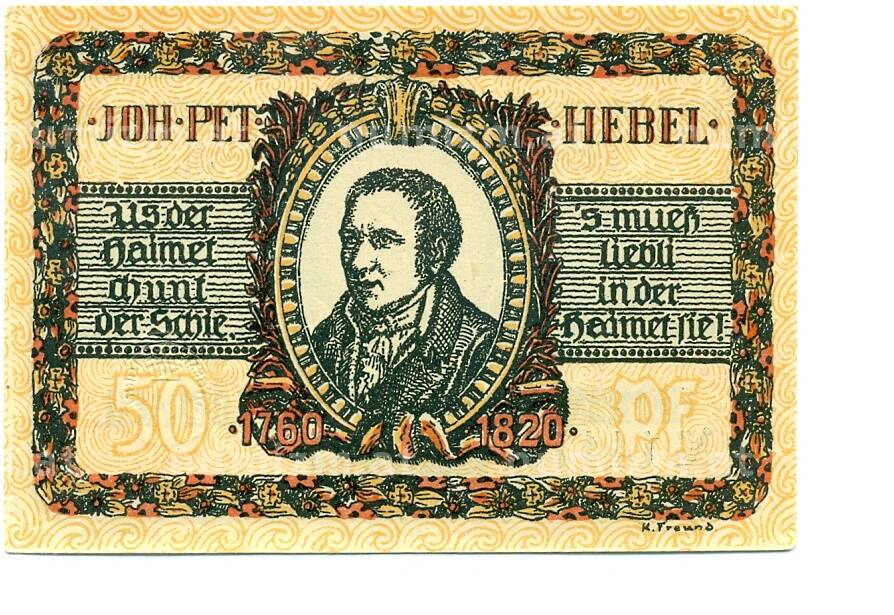 ·JOH·PET· HEBEL·
Us der
Haimet
chunt
der Schie,
'S mueß
liebli
in der
Haimet sie!
50 Pf
·1760· 1820·
K. Freund